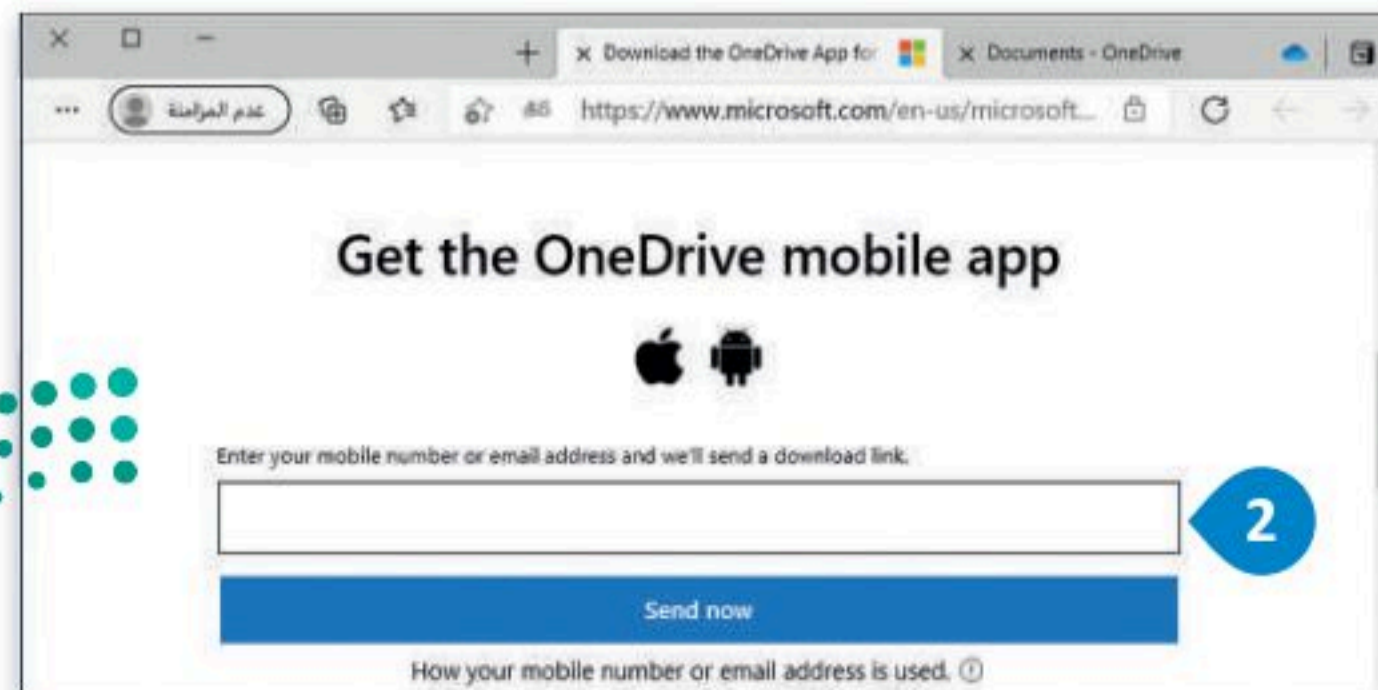 Download the OneDrive App for
Documents - OneDrive
عدم المزامنة
https://www.microsoft.com/en-us/microsoft...
Get the OneDrive mobile app
Enter your mobile number or email address and we'll send a download link.
2
Send now
How your mobile number or email address is used.